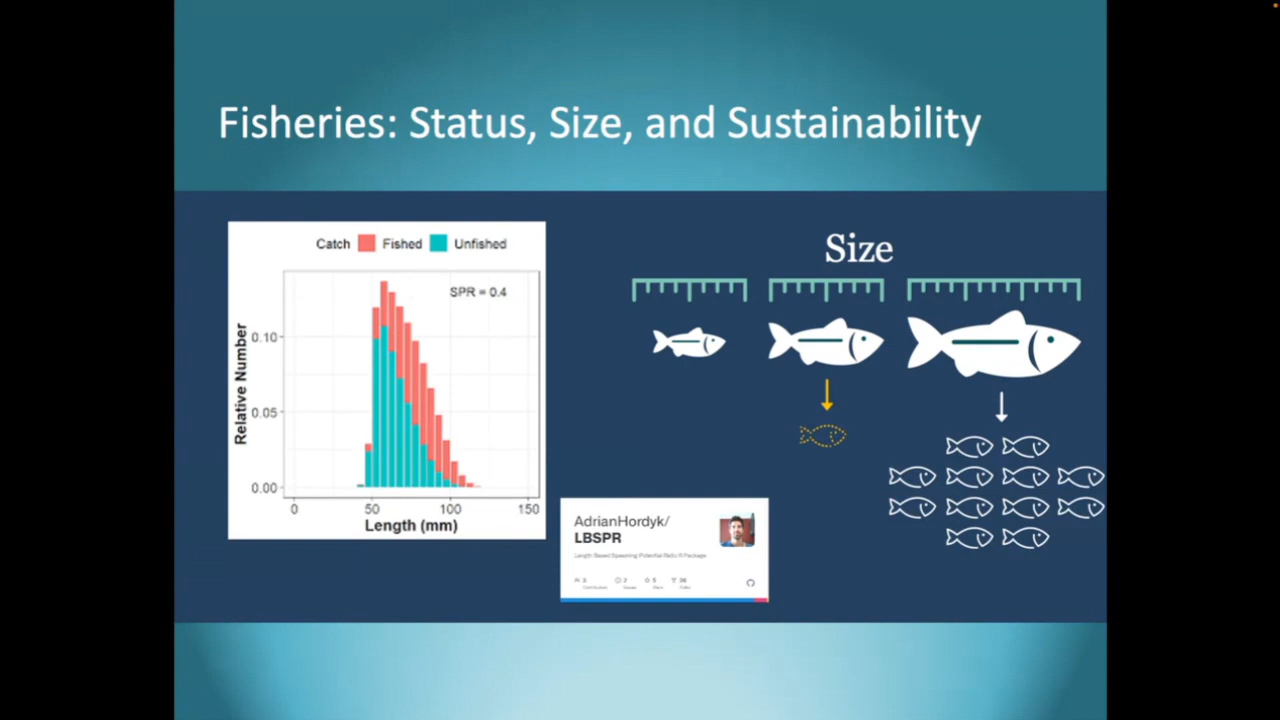 Fisheries: Status, Size, and Sustainability
Catch Fished Unfished
SPR = 0.4
Relative Number
0.10
0.05
0.00
0 50 100 150
Length (mm)
Size
AdrianHordyk/
LBSPR
Length Based Spawning Potential Ratio R Package